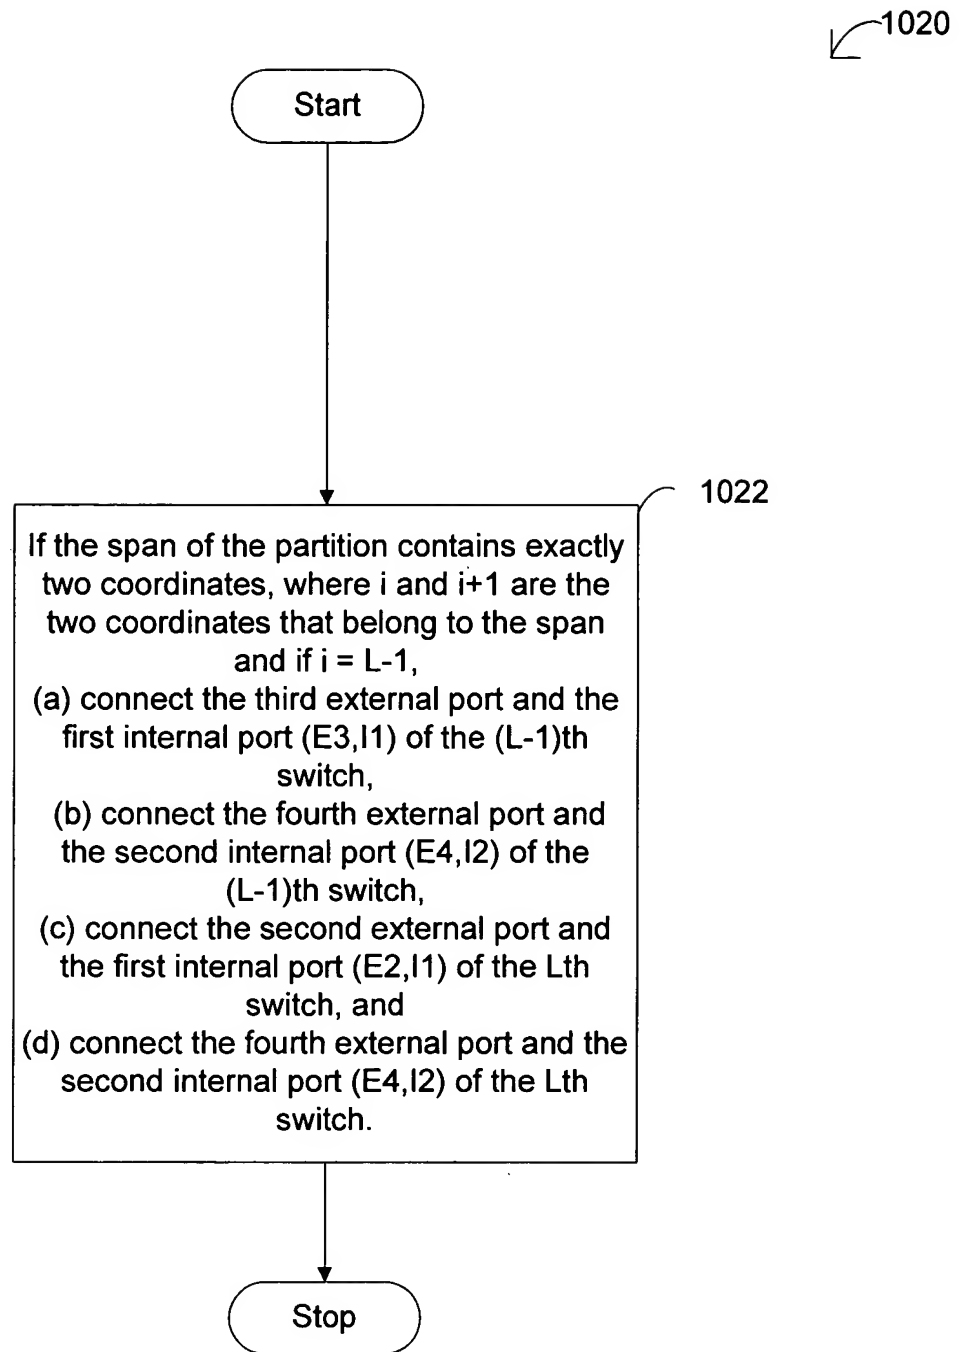 1020
Start
1022
If the span of the partition contains exactly
two coordinates, where i and i+1 are the
two coordinates that belong to the span
and if i = L-1,
(a) connect the third external port and the
first internal port (E3,I1) of the (L-1)th
switch,
(b) connect the fourth external port and
the second internal port (E4,I2) of the
(L-1)th switch,
(c) connect the second external port and
the first internal port (E2,I1) of the Lth
switch, and
(d) connect the fourth external port and the
second internal port (E4,I2) of the Lth
switch.
Stop